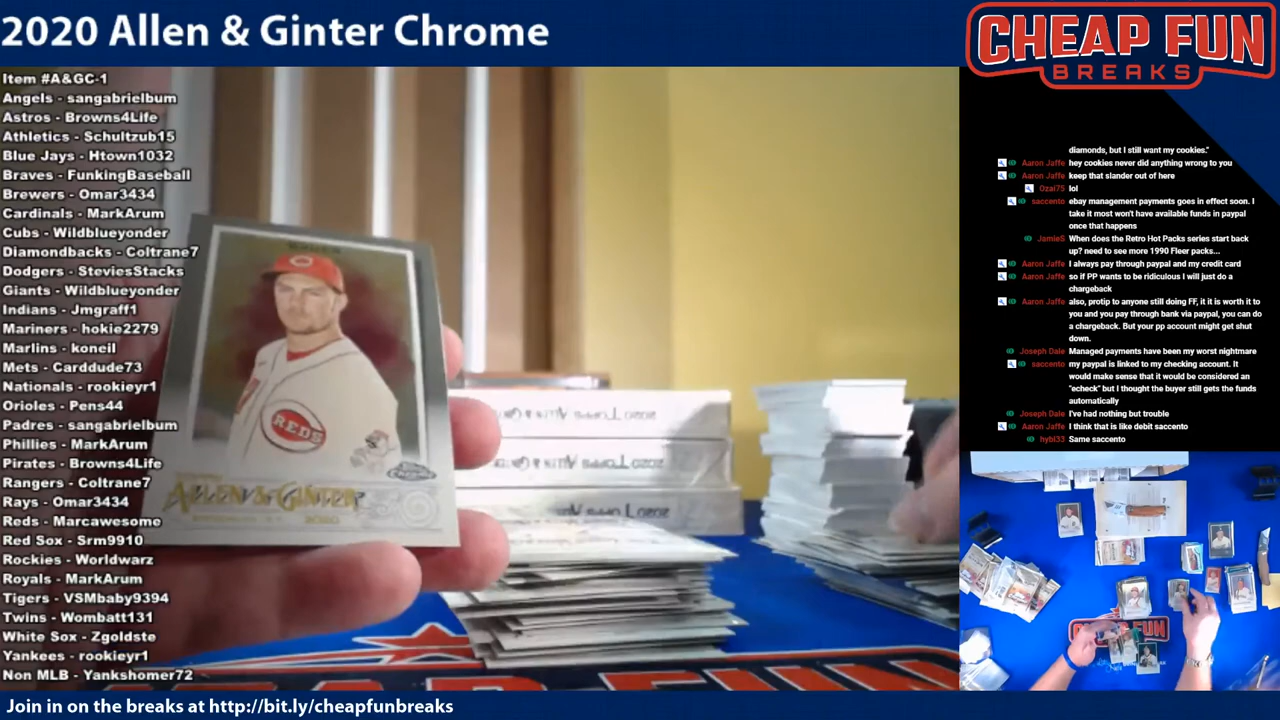 2020 Allen & Ginter Chrome
CHEAP FUN
BREAKS
Item #A&GC-1
Angels - sangabrielbum
Astros - Browns4Life
Athletics - Schultzub15
Blue Jays - Htown1032
Braves - FunkingBaseball
Brewers - Omar3434
Cardinals - MarkArum
Cubs - Wildblueyonder
Diamondbacks - Coltrane7
Dodgers - SteviesStacks
Giants - Wildblueyonder
Indians - Jmgraff1
Mariners - hokie2279
Marlins - koneil
Mets - Carddude73
Nationals - rookieyr1
Orioles - Pens44
Padres - sangabrielbum
Phillies - MarkArum
Pirates - Browns4Life
Rangers - Coltrane7
Rays - Omar3434
Reds - Marcawesome
Red Sox - Srm9910
Rockies - Worldwarz
Royals - MarkArum
Tigers - VSMbaby9394
Twins - Wombatt131
White Sox - Zgoldste
Yankees - rookieyr1
Non MLB - Yankshomer72
REDS
ALLEN & GINTER
diamonds, but I still want my cookies."
Aaron Jaffe hey cookies never did anything wrong to you
Aaron Jaffe keep that slander out of here
Ozai75 lol
saccento ebay management payments goes in effect soon. I
take it most won't have available funds in paypal
once that happens
JamieS When does the Retro Hot Packs series start back
up? need to see more 1990 Fleer packs...
Aaron Jaffe I always pay through paypal and my credit card
Aaron Jaffe so if PP wants to be ridiculous I will just do a
chargeback
Aaron Jaffe also, protip to anyone still doing FF, it it is worth it to
you and you pay through bank via paypal, you can do
a chargeback. But your pp account might get shut
down.
Joseph Dale Managed payments have been my worst nightmare
saccento my paypal is linked to my checking account. It
would make sense that it would be considered an
"echeck" but I thought the buyer still gets the funds
automatically
Joseph Dale I've had nothing but trouble
Aaron Jaffe I think that is like debit saccento
hybi33 Same saccento
CHEAP FUN
Join in on the breaks at http://bit.ly/cheapfunbreaks